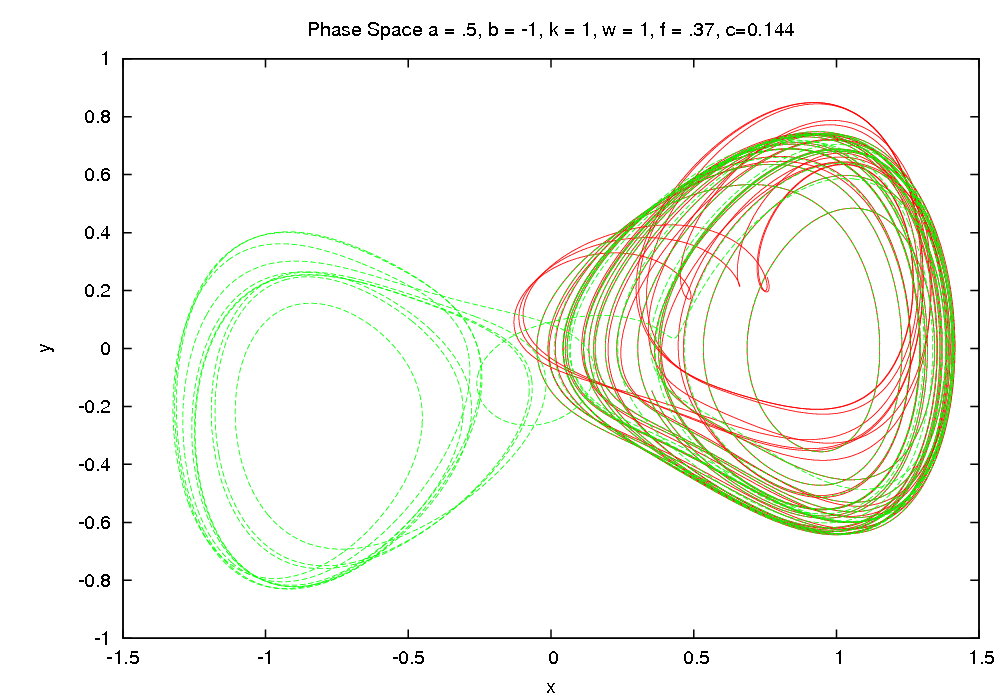 Phase Space a = .5, b = -1, k = 1, w = 1, f = .37, c=0.144
1
0.8
0.6
0.4
0.2
0
-0.2
-0.4
-0.6
-0.8
-1
y
-1.5 -1 -0.5 0 0.5 1 1.5
x